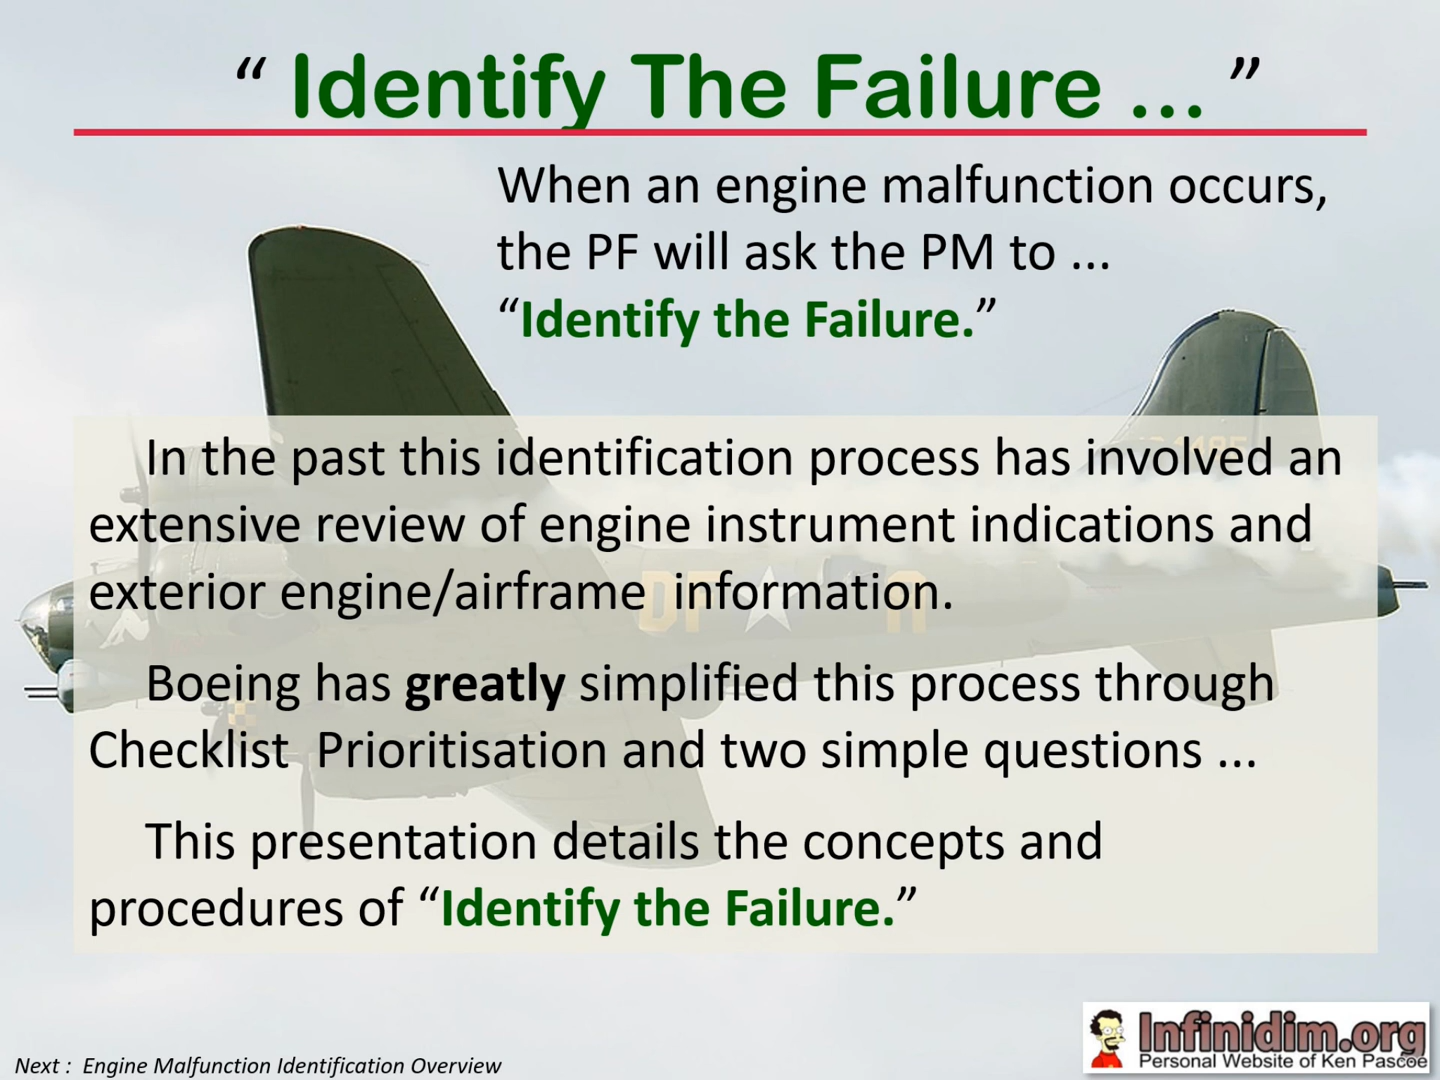 “ Identify The Failure ... ”
When an engine malfunction occurs,
the PF will ask the PM to ...
“Identify the Failure.”
In the past this identification process has involved an
extensive review of engine instrument indications and
exterior engine/airframe information.
Boeing has greatly simplified this process through
Checklist Prioritisation and two simple questions ...
This presentation details the concepts and
procedures of “Identify the Failure.”
DF A
Infinidim.org
Personal Website of Ken Pascoe
Next : Engine Malfunction Identification Overview